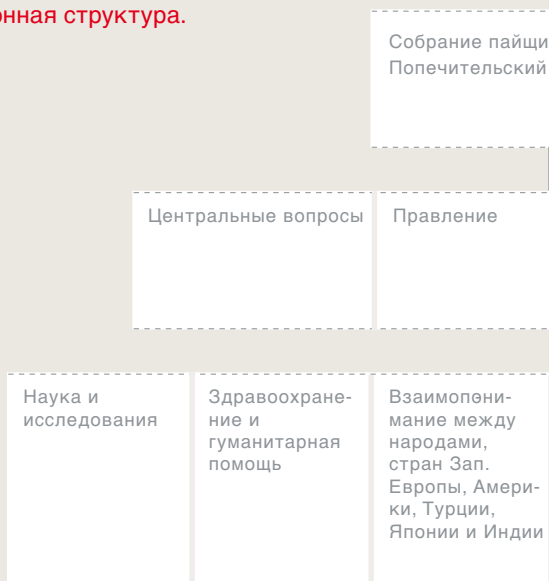 онная структура.
Собрание пайщи
Попечительский
Центральные вопросы
Правление
Наука и
исследования
Здравоохране-
ние и
гуманитарная
помощь
Взаимопони-
мание между
народами,
стран Зап.
Европы, Амери-
ки, Турции,
Японии и Индии